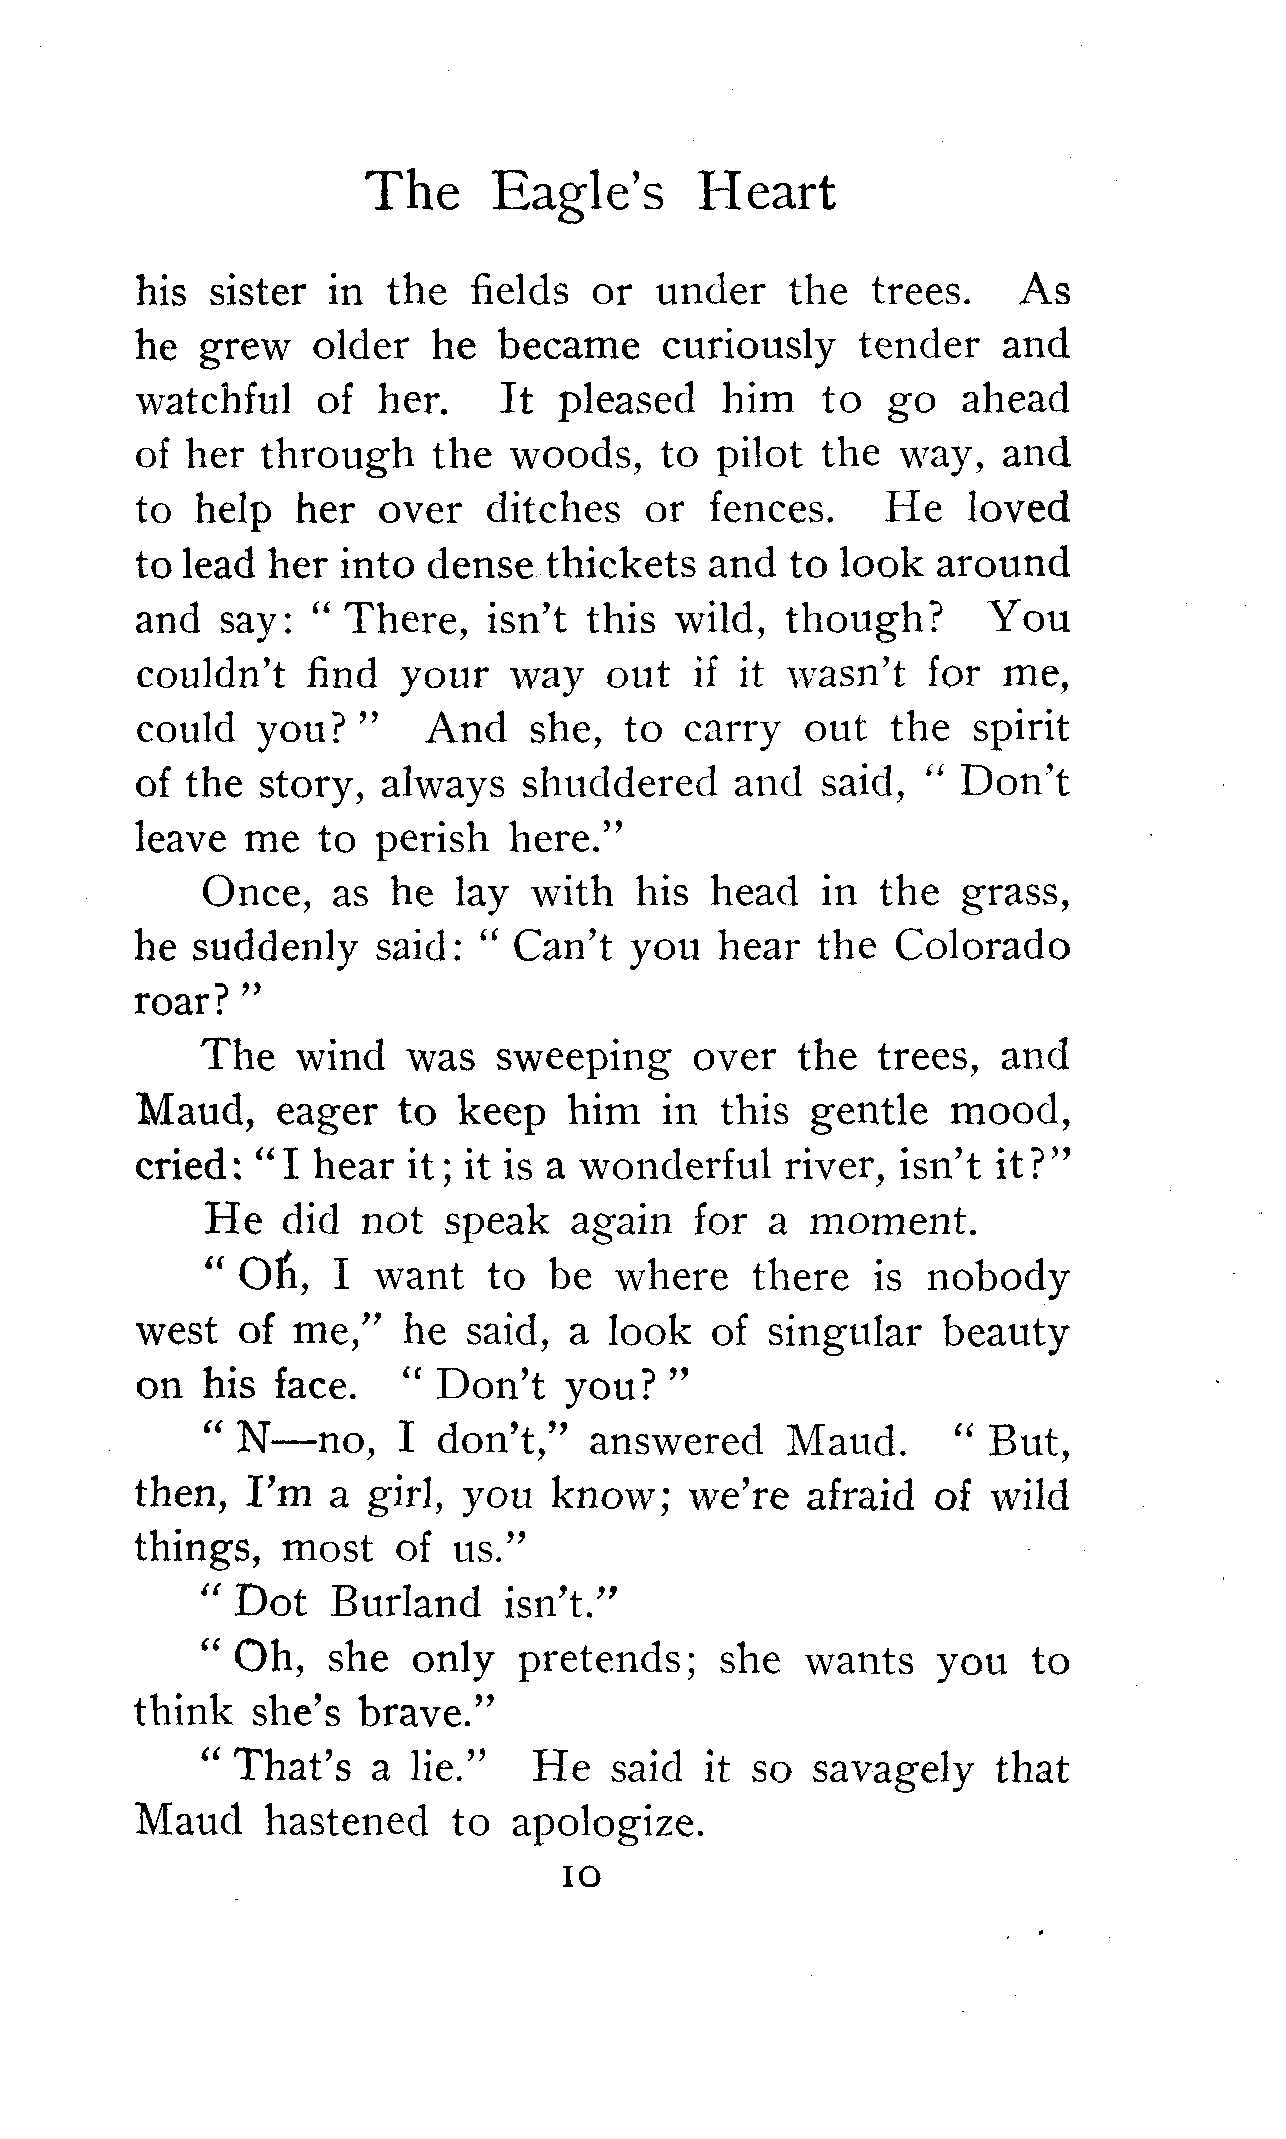 The Eagle's Heart
his sister in the fields or under the trees. As
he grew older he became curiously tender and
watchful of her. It pleased him to go ahead
of her through the woods, to pilot the way, and
to help her over ditches or fences. He loved
to lead her into dense thickets and to look around
and say: " There, isn't this wild, though? You
couldn't find your way out if it wasn't for me,
could you? " And she, to carry out the spirit
of the story, always shuddered and said, " Don't
leave me to perish here."
Once, as he lay with his head in the grass,
he suddenly said: " Can't you hear the Colorado
roar? "
The wind was sweeping over the trees, and
Maud, eager to keep him in this gentle mood,
cried: "I hear it; it is a wonderful river, isn't it?"
He did not speak again for a moment.
" Oh, I want to be where there is nobody
west of me," he said, a look of singular beauty
on his face. " Don't you? "
" N—no, I don't," answered Maud. " But,
then, I'm a girl, you know; we're afraid of wild
things, most of us."
" Dot Burland isn't."
" Oh, she only pretends; she wants you to
think she's brave."
" That's a lie." He said it so savagely that
Maud hastened to apologize.
10